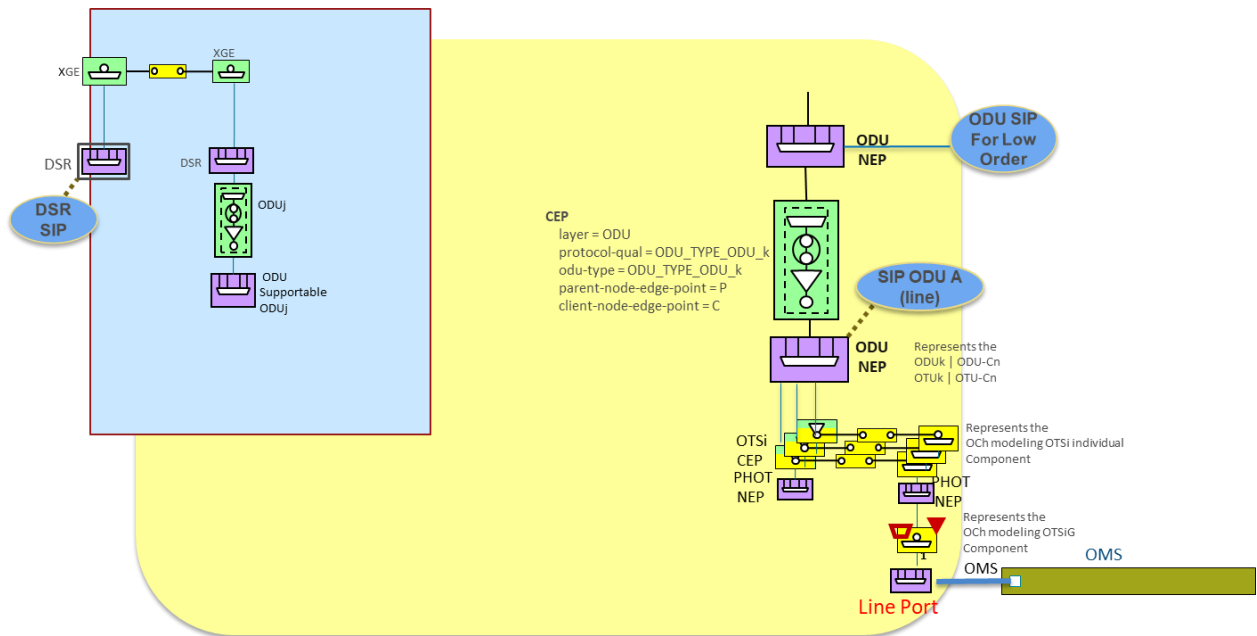 XGE
XGE
DSR
DSR
DSR
SIP
ODUj
ODU
Supportable
ODUj
ODU
NEP
ODU SIP
For Low
Order
CEP
layer = ODU
protocol-qual = ODU_TYPE_ODU_k
odu-type = ODU_TYPE_ODU_k
parent-node-edge-point = P
client-node-edge-point = C
SIP ODU A
(line)
ODU
NEP
Represents the
ODUk | ODU-Cn
OTUk | OTU-Cn
OTSi
CEP
PHOT
NEP
Represents the
OCh modeling OTSi individual
Component
PHOT
NEP
Represents the
OCh modeling OTSiG
Component
1
OMS
OMS
Line Port